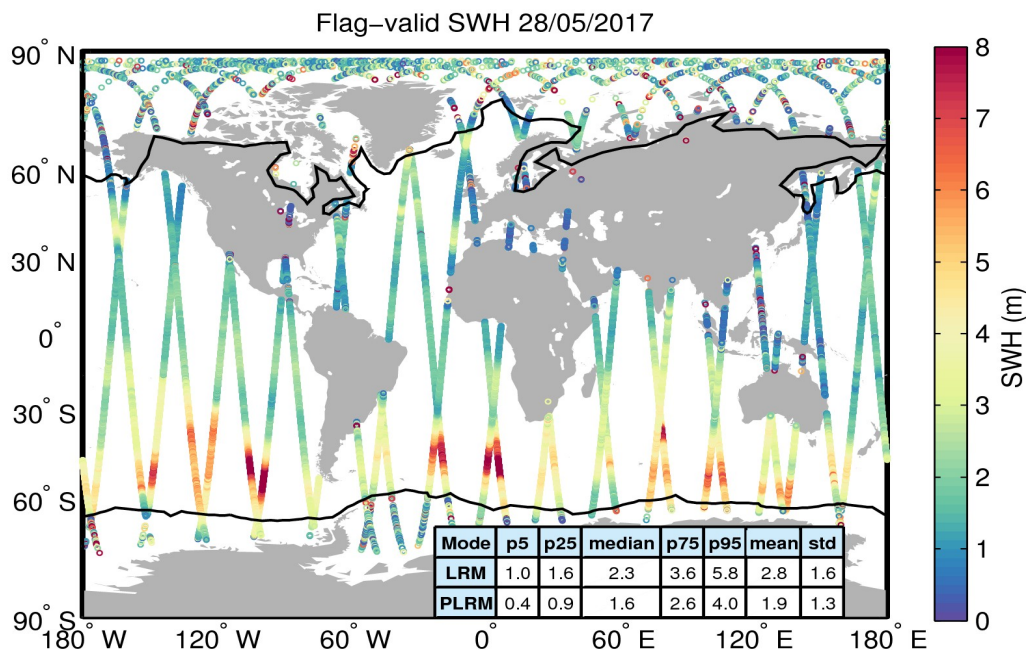 Flag–valid SWH 28/05/2017
90° N
60° N
30° N
0°
30° S
60° S
90° S
180° W
120° W
60° W
0°
60° E
120° E
180° E
8
7
6
5
4
3
2
1
0
SWH (m)
Mode p5 p25 median p75 p95 mean std
LRM 1.0 1.6 2.3 3.6 5.8 2.8 1.6
PLRM 0.4 0.9 1.6 2.6 4.0 1.9 1.3